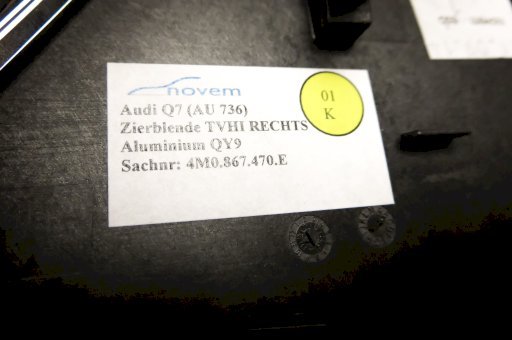 novem
Audi Q7 (AU 736)
Zierblende TVHI RECHTS
Aluminium QY9
Sachnr: 4M0.867.470.E
01
K